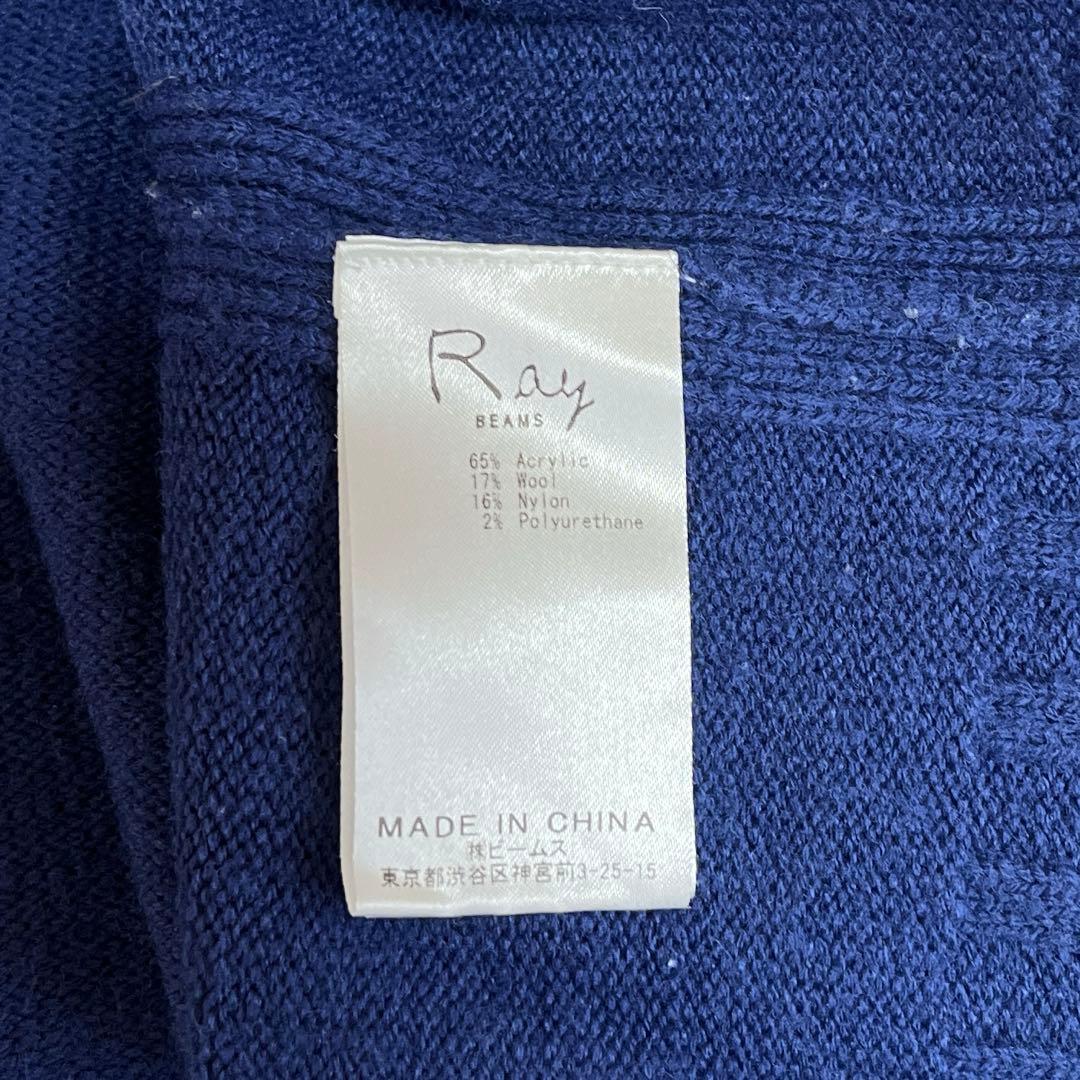 Ray
BEAMS
65% Acrylic
17% Wool
16% Nylon
2% Polyurethane
MADE IN CHINA
㈱ビームス
東京都渋谷区神宮前3-25-15